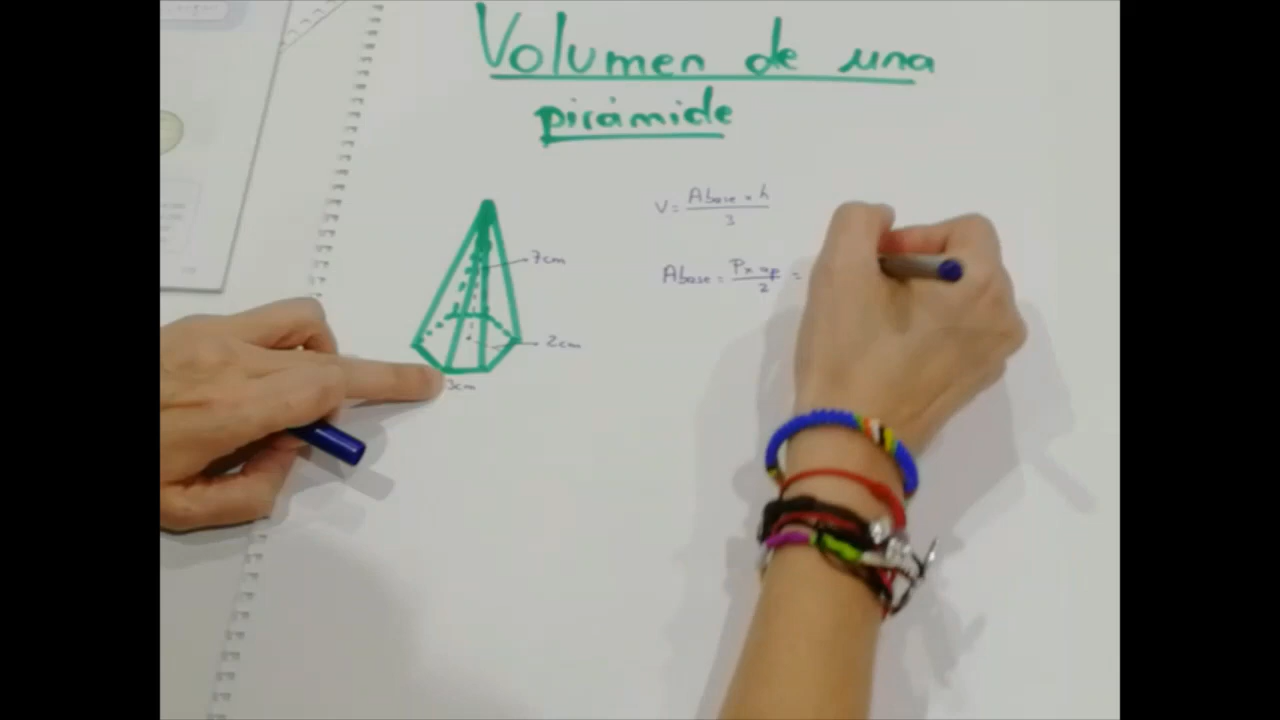 Volumen de una
pirámide
V = Abase × h / 3
7cm
Abase = P × ap / 2 =
2cm
3cm